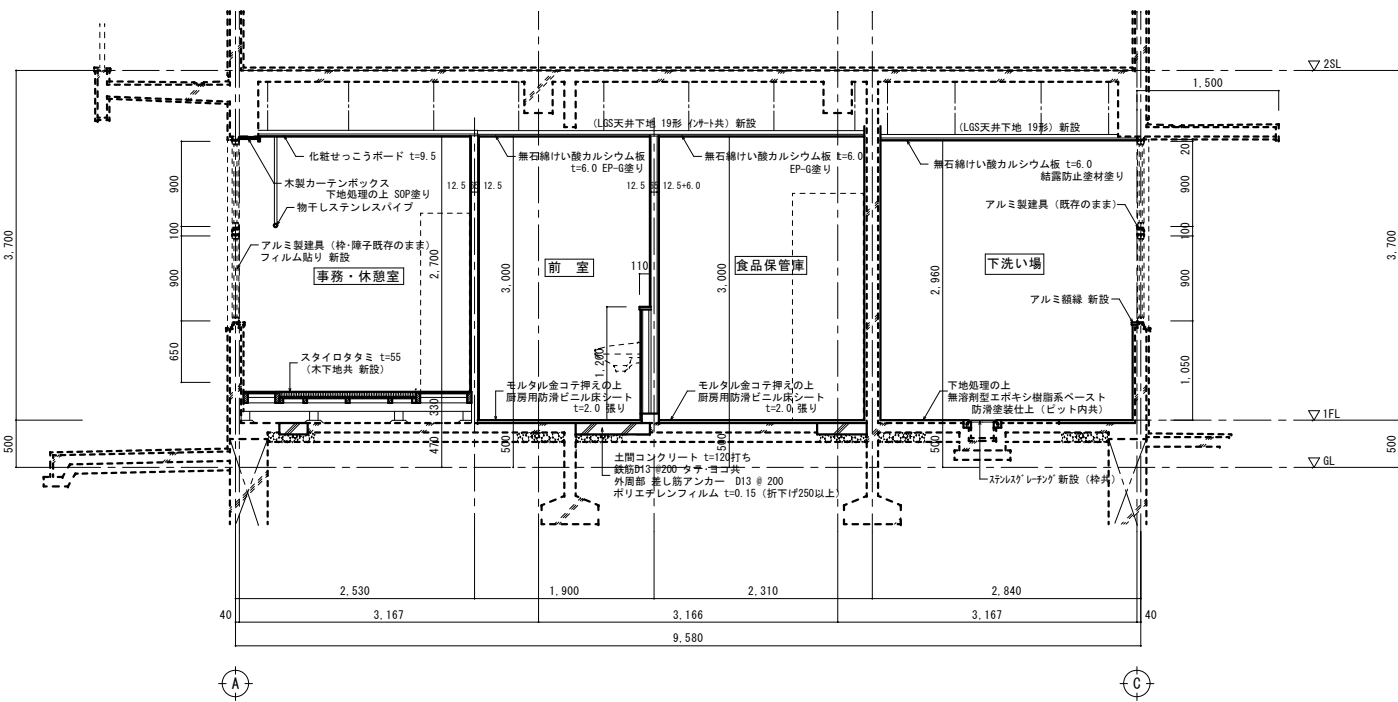 2SL
1,500
(LGS天井下地 19形 インサート共) 新設
(LGS天井下地 19形) 新設
化粧せっこうボード t=9.5
木製カーテンボックス
下地処理の上 SOP塗り
物干しステンレスパイプ
アルミ製建具 (枠・障子既存のまま)
フィルム貼り 新設
事務・休憩室
スタイロタタミ t=55
(木下地共 新設)
無石綿けい酸カルシウム板
t=6.0 EP-G塗り
12.5 65 12.5
前 室
110
1,200
モルタル金コテ押えの上
厨房用防滑ビニル床シート
t=2.0 張り
無石綿けい酸カルシウム板 t=6.0
EP-G塗り
12.5 65 12.5+6.0
食品保管庫
モルタル金コテ押えの上
厨房用防滑ビニル床シート
t=2.0 張り
無石綿けい酸カルシウム板 t=6.0
結露防止塗材塗り
アルミ製建具 (既存のまま)
下洗い場
アルミ額縁 新設
下地処理の上
無溶剤型エポキシ樹脂系ペースト
防滑塗装仕上 (ピット内共)
ステンレスグレーチング新設 (枠共)
土間コンクリート t=120打ち
鉄筋D13 @200 タテ・ヨコ共
外周部 差し筋アンカー D13 @ 200
ポリエチレンフィルム t=0.15 (折下げ250以上)
3,700
500
900
100
900
650
2,700
330
470
3,000
500
3,000
500
2,960
500
20
900
100
900
1,050
3,700
500
1FL
GL
2,530
1,900
2,310
2,840
40
3,167
3,166
3,167
40
9,580
A
C